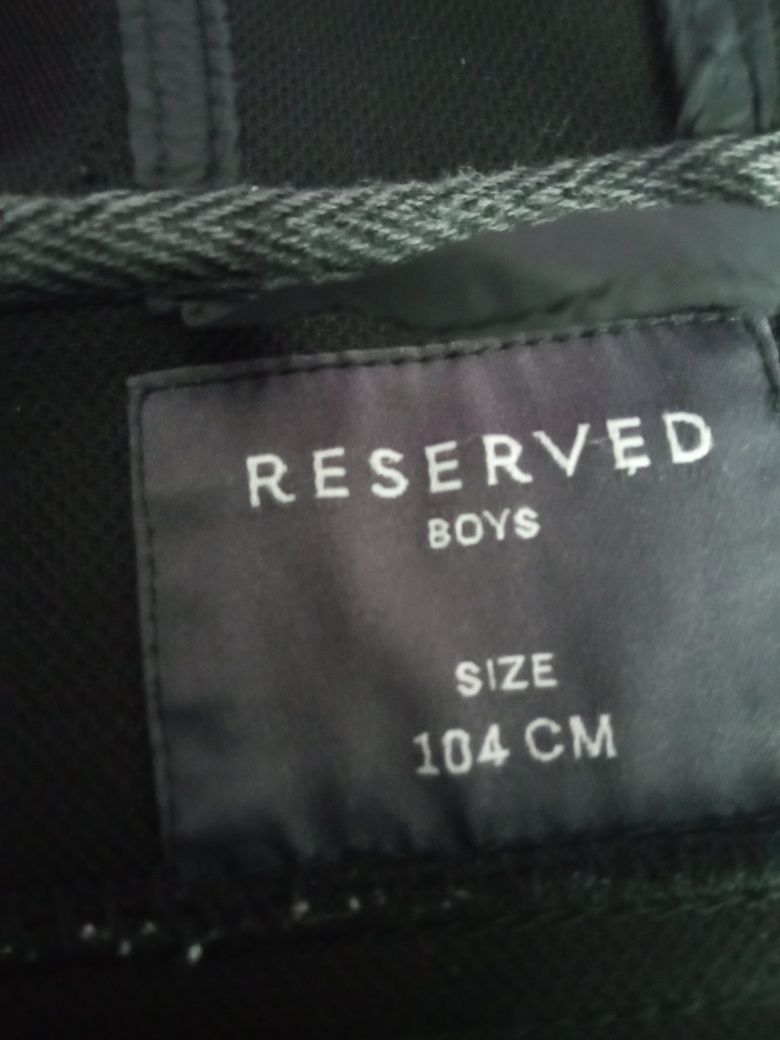 RESERVED
BOYS
SIZE
104 CM